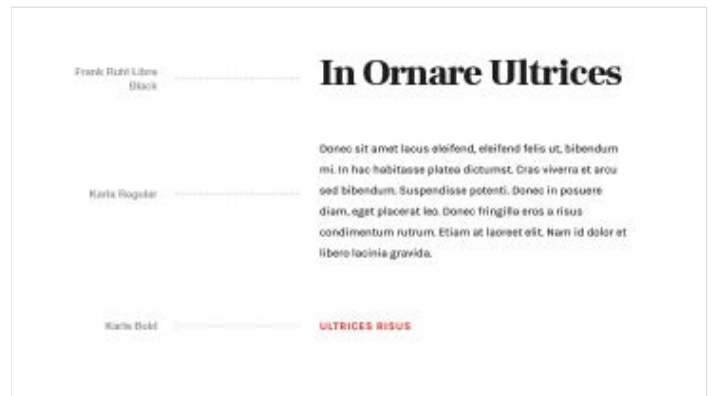 Frank Ruhl Libre
Black
In Ornare Ultrices
Karla Regular
Donec sit amet lacus eleifend, eleifend felis ut, bibendum
mi. In hac habitasse platea dictumst. Cras viverra et arcu
sed bibendum. Suspendisse potenti. Donec in posuere
diam, eget placerat leo. Donec fringilla eros a risus
condimentum rutrum. Etiam at laoreet elit. Nam id dolor et
libero lacinia gravida.
Karla Bold
ULTRICES RISUS